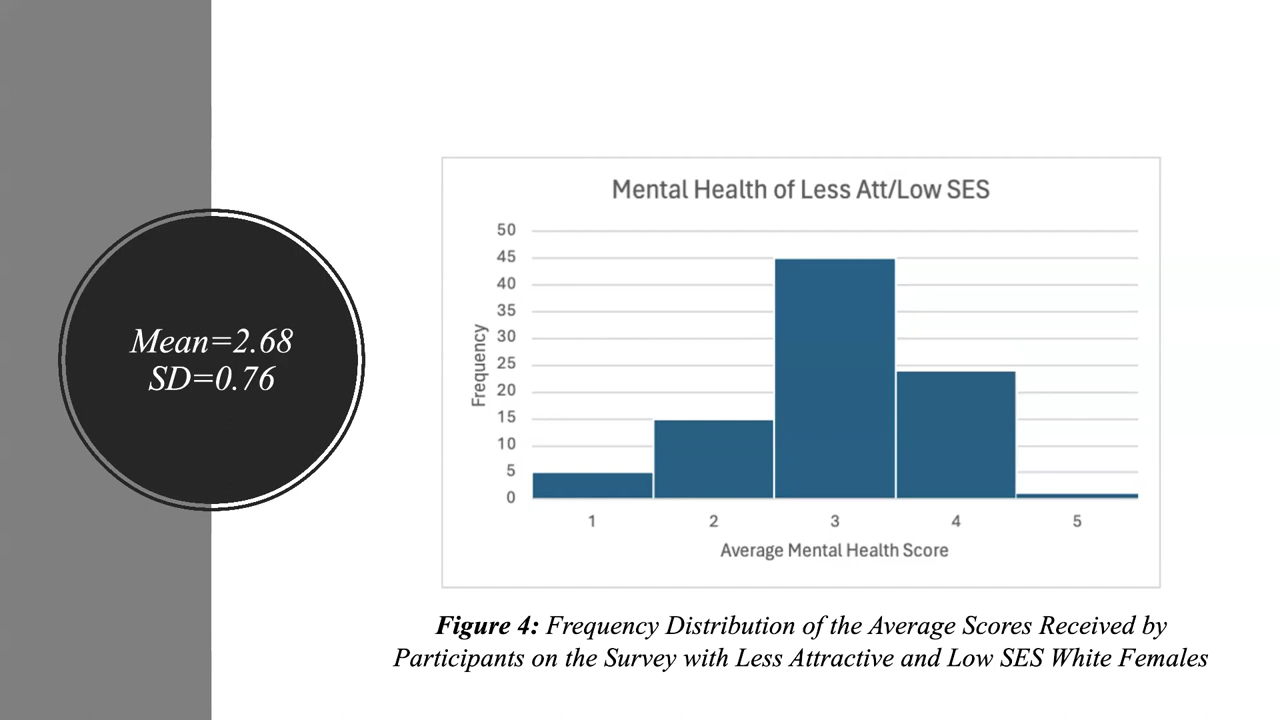 Mean=2.68
SD=0.76
Mental Health of Less Att/Low SES
50
45
40
35
30
25
20
15
10
5
0
Frequency
1 2 3 4 5
Average Mental Health Score
Figure 4: Frequency Distribution of the Average Scores Received by
Participants on the Survey with Less Attractive and Low SES White Females